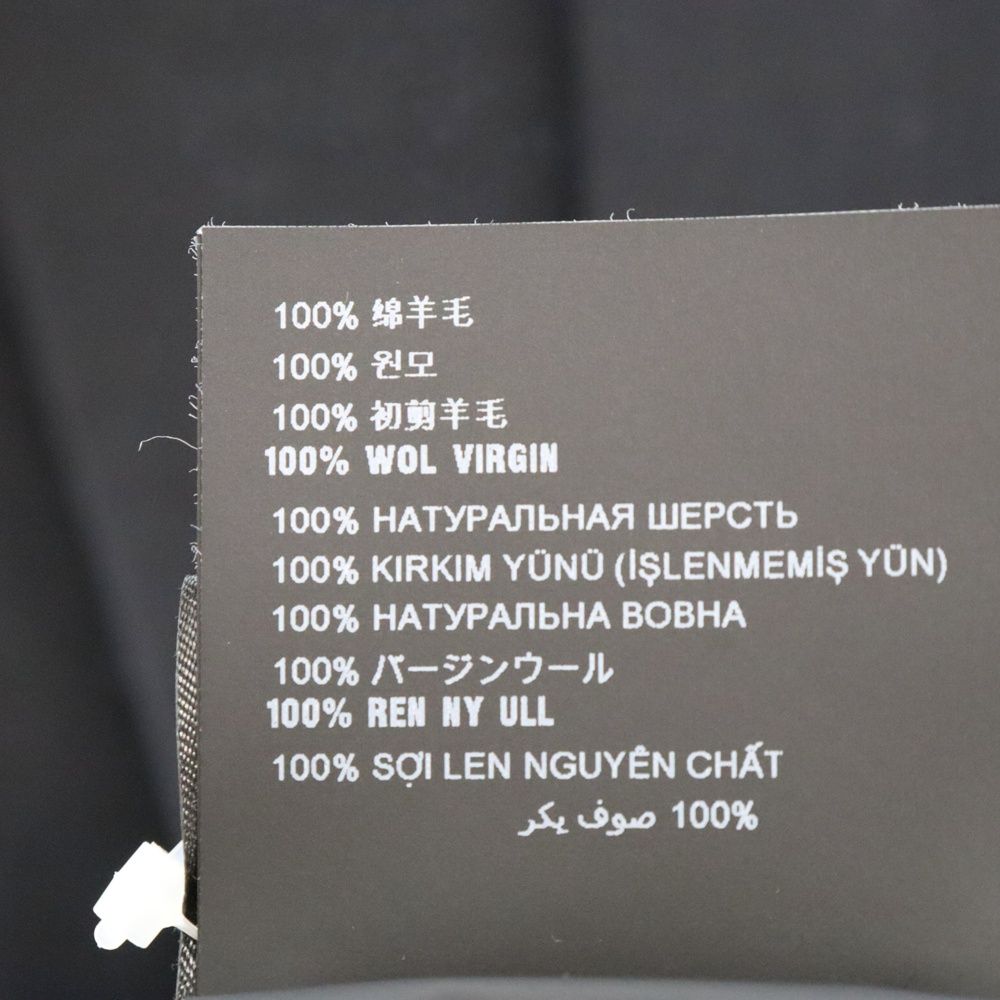 100% 绵羊毛
100% 원모
100% 初剪羊毛
100% WOL VIRGIN
100% НАТУРАЛЬНАЯ ШЕРСТЬ
100% KIRKIM YÜNÜ (İŞLENMEMİŞ YÜN)
100% НАТУРАЛЬНА ВОВНА
100% バージンウール
100% REN NY ULL
100% SỢI LEN NGUYÊN CHẤT
100% صوف بكر